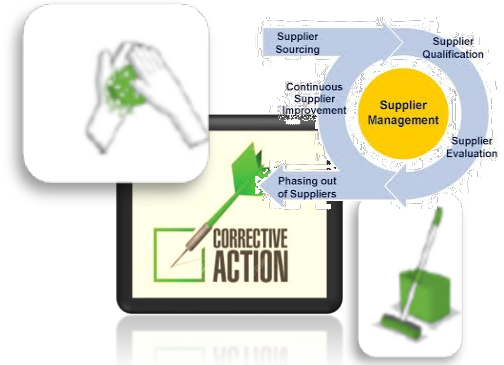 Supplier
Sourcing
Supplier
Qualification
Continuous
Supplier
Improvement
Supplier
Management
Supplier
Evaluation
Phasing out
of Suppliers
CORRECTIVE
ACTION